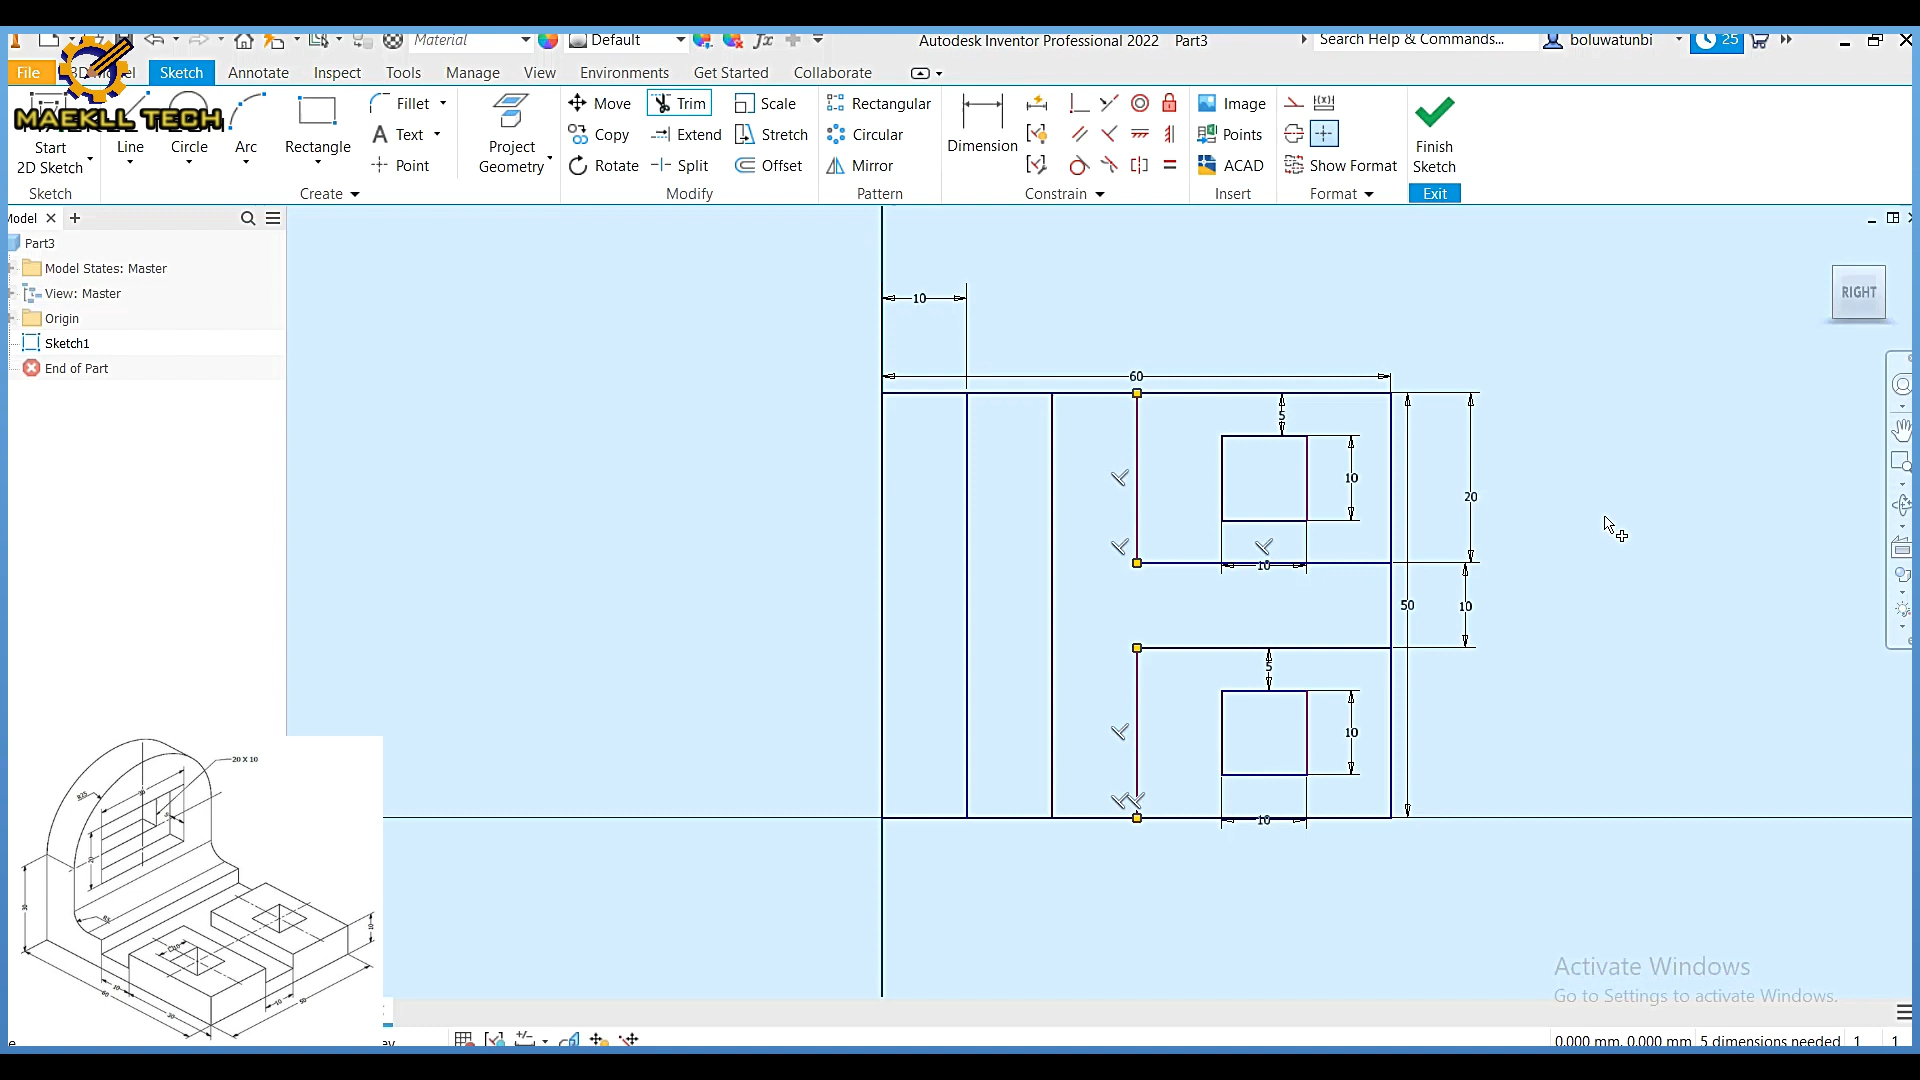 Material
Default
fx
Autodesk Inventor Professional 2022 Part3
Search Help & Commands...
boluwatunbi
25
File
Sketch
Annotate
Inspect
Tools
Manage
View
Environments
Get Started
Collaborate
MAEKLL TECH
Start
2D Sketch
Line
Circle
Arc
Rectangle
Fillet
Text
Point
Project
Geometry
Move
Copy
Rotate
Trim
Extend
Split
Scale
Stretch
Offset
Rectangular
Circular
Mirror
Dimension
Image
Points
ACAD
Show Format
Finish
Sketch
Sketch
Create
Modify
Pattern
Constrain
Insert
Format
Exit
Model
Part3
Model States: Master
View: Master
Origin
Sketch1
End of Part
RIGHT
10
60
5
10
20
10
50
10
5
10
10
20 X 10
R25
Activate Windows
Go to Settings to activate Windows.
0.000 mm, 0.000 mm 5 dimensions needed 1 1